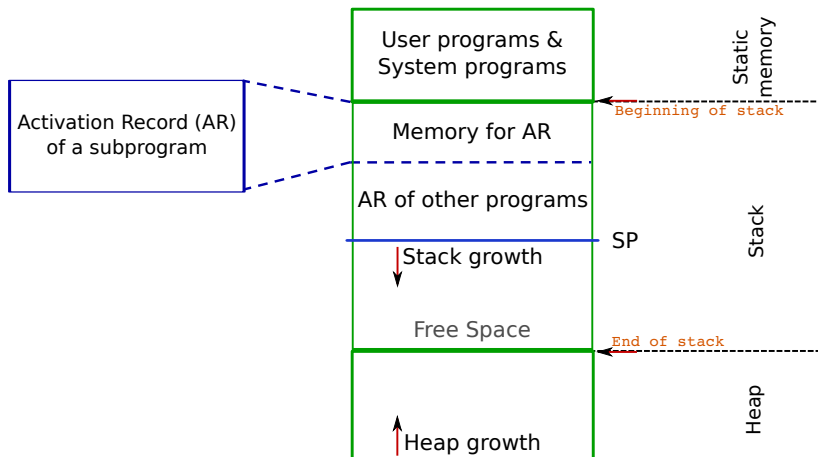 User programs &
System programs
Static
memory
Beginning of stack
Activation Record (AR)
of a subprogram
Memory for AR
AR of other programs
SP
Stack
Stack growth
Free Space
End of stack
Heap
Heap growth